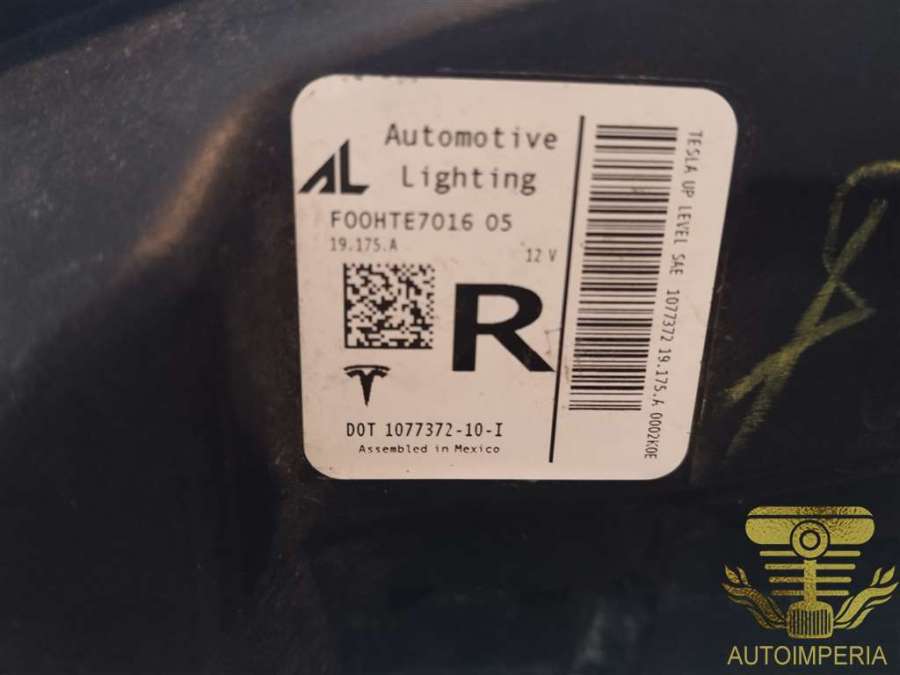 Automotive
Lighting
AL
F00HTE7016 05
19.175.A
12 V
R
DOT 1077372-10-I
Assembled in Mexico
TESLA UP LEVEL SAE 1077372 19.175.A 0002K0E
AUTOIMPERIA